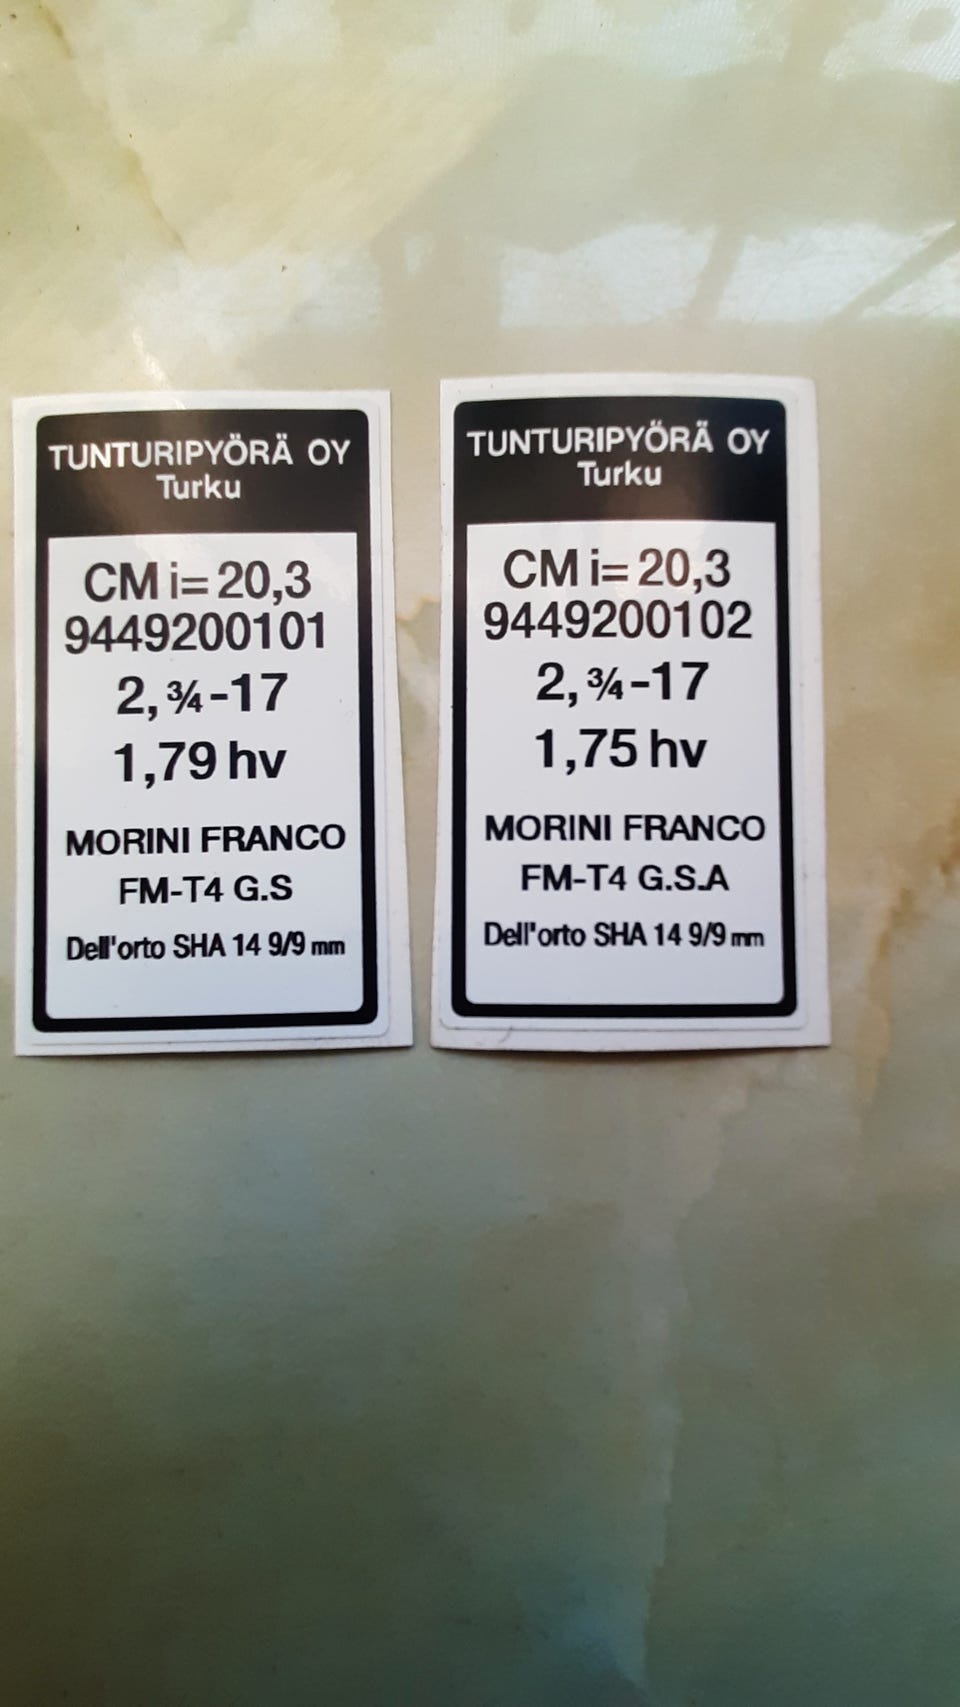 TUNTURIPYÖRÄ OY
Turku
CM i= 20,3
9449200101
2, ¾-17
1,79 hv
MORINI FRANCO
FM-T4 G.S
Dell'orto SHA 14 9/9 mm
TUNTURIPYÖRÄ OY
Turku
CM i= 20,3
9449200102
2, ¾-17
1,75 hv
MORINI FRANCO
FM-T4 G.S.A
Dell'orto SHA 14 9/9 mm